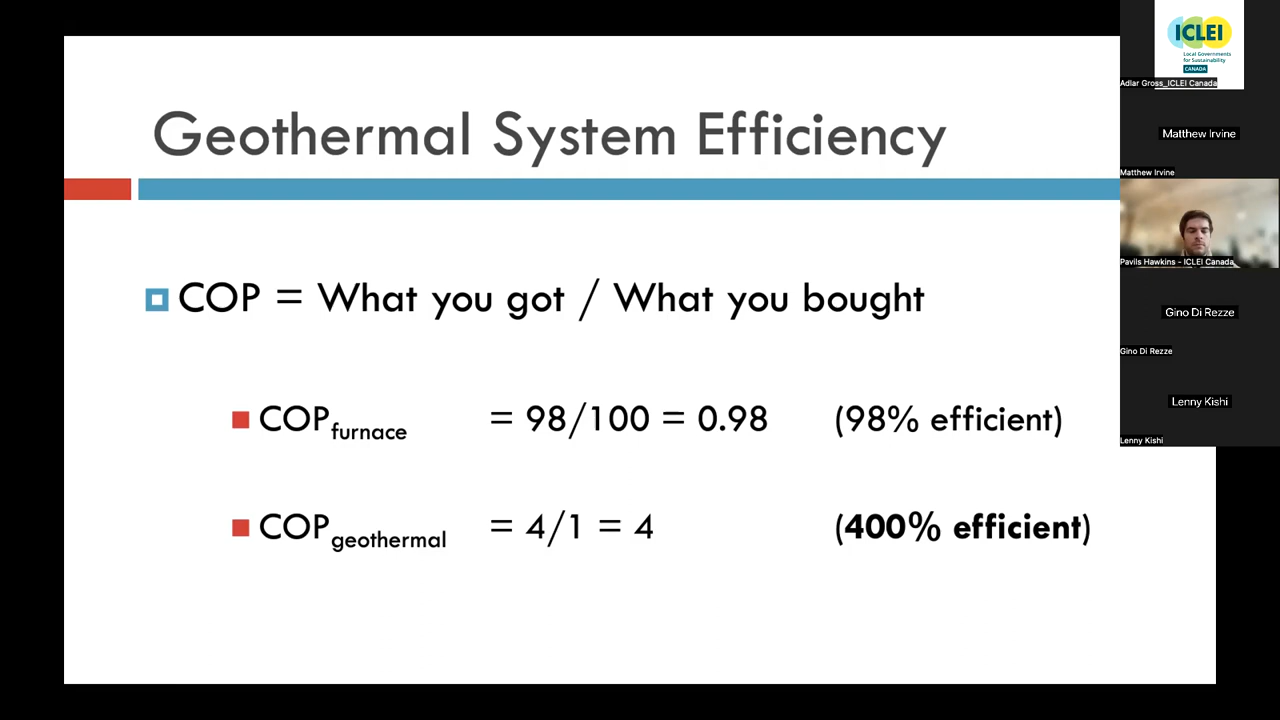 Geothermal System Efficiency
COP = What you got / What you bought
COPfurnace = 98/100 = 0.98 (98% efficient)
COPgeothermal = 4/1 = 4 (400% efficient)
ICLEI
Local Governments
for Sustainability
CANADA
Adlar Gross_ICLEI Canada
Matthew Irvine
Matthew Irvine
Pavils Hawkins - ICLEI Canada
Gino Di Rezze
Gino Di Rezze
Lenny Kishi
Lenny Kishi